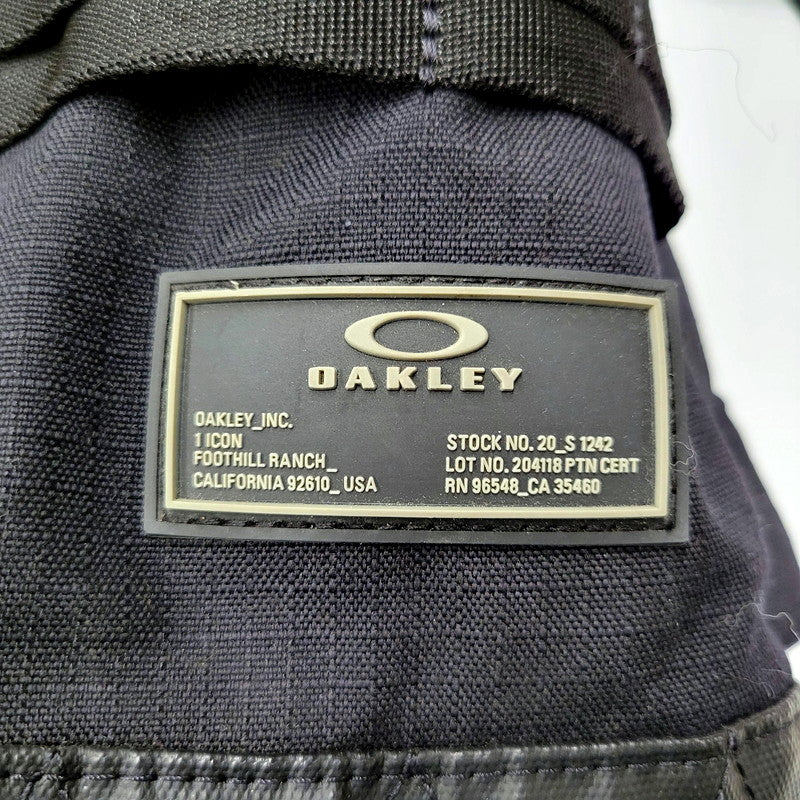 OAKLEY
OAKLEY_INC.
1 ICON
FOOTHILL RANCH_
CALIFORNIA 92610_ USA
STOCK NO. 20_S 1242
LOT NO. 204118 PTN CERT
RN 96548_CA 35460